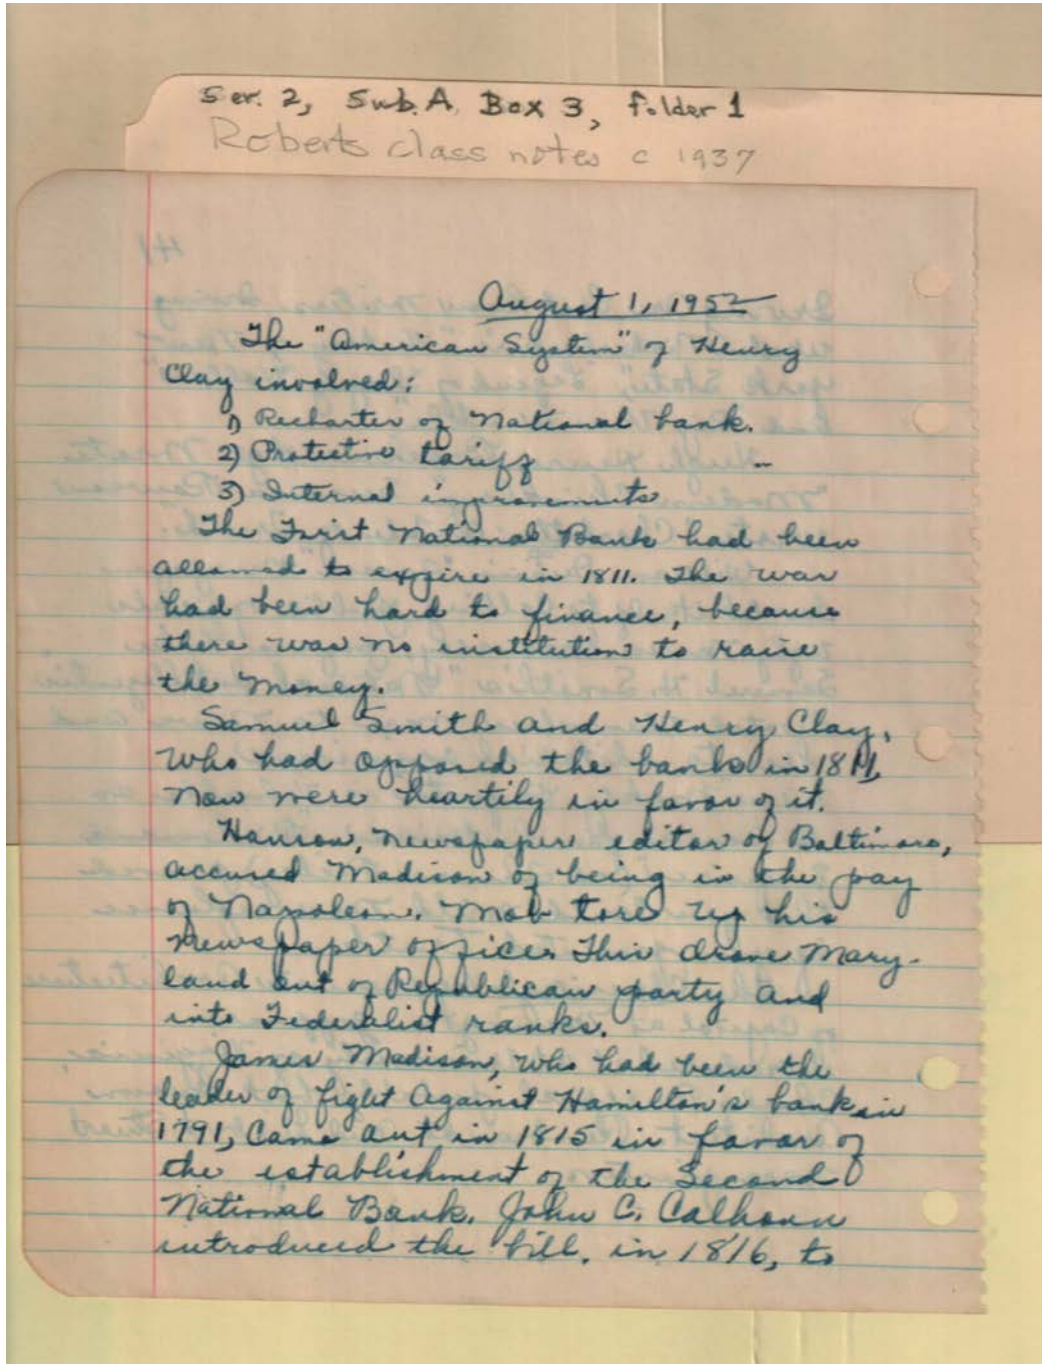 Ser. 2, Sub. A, Box 3, folder 1
Roberts class notes c 1937
August 1, 1952
The "American System" of Henry
Clay involved:
1) Recharter of National bank.
2) Protective tariff
3) Internal improvements
The First National Bank had been
allowed to expire in 1811. The war
had been hard to finance, because
there was no institution to raise
the money.
Samuel Smith and Henry Clay,
who had opposed the bank in 1811,
now were heartily in favor of it.
Hanson, newspaper editor of Baltimore,
accused Madison of being in the pay
of Napoleon. Mob tore up his
newspaper office. This drove Mary-
land out of Republican party and
into Federalist ranks.
James Madison, who had been the
leader of fight against Hamilton's bank in
1791, came out in 1815 in favor of
the establishment of the Second
National Bank. John C. Calhoun
introduced the bill, in 1816, to